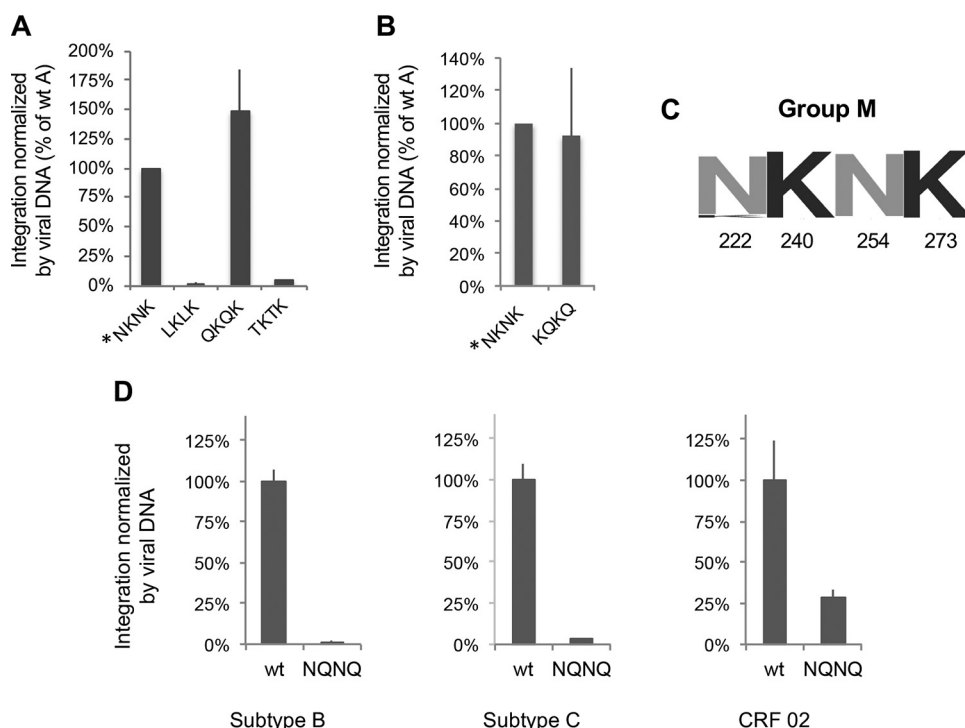 A
Integration normalized
by viral DNA (% of wt A)
200%
175%
150%
125%
100%
75%
50%
25%
0%
*NKNK
LKLK
QKQK
TKTK
B
Integration normalized
by viral DNA (% of wt A)
140%
120%
100%
80%
60%
40%
20%
0%
*NKNK
KQKQ
C
Group M
N K N K
222 240 254 273
D
Integration normalized
by viral DNA
125%
100%
75%
50%
25%
0%
wt NQNQ
Subtype B
125%
100%
75%
50%
25%
0%
wt NQNQ
Subtype C
125%
100%
75%
50%
25%
0%
wt NQNQ
CRF 02